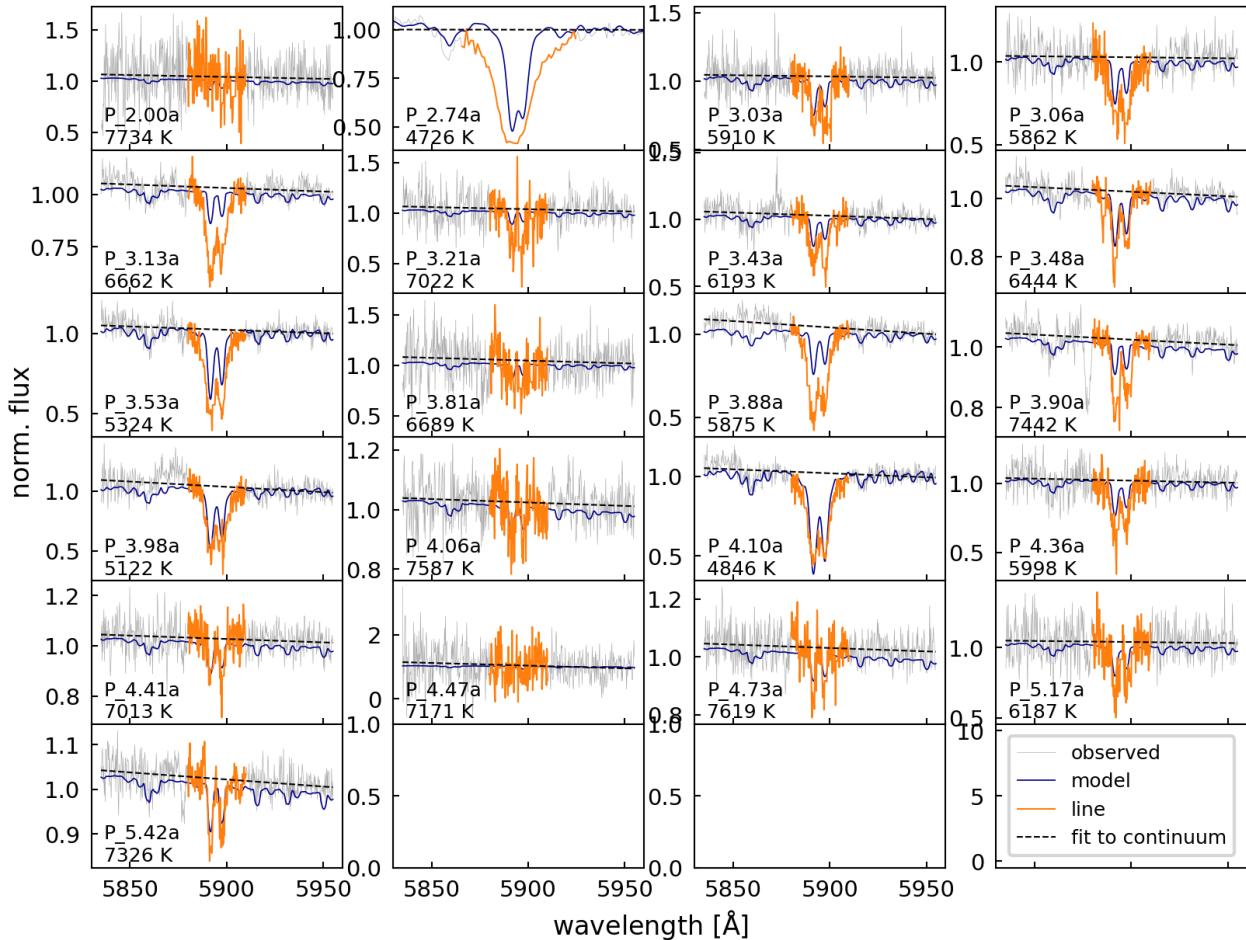 1.5
1.0
0.5
P_2.00a
7734 K
1.00
0.75
0.50
P_2.74a
4726 K
1.5
1.0
0.5
P_3.03a
5910 K
1.0
0.5
P_3.06a
5862 K
1.00
0.75
P_3.13a
6662 K
1.5
1.0
0.5
P_3.21a
7022 K
1.5
1.0
0.5
P_3.43a
6193 K
1.0
0.8
P_3.48a
6444 K
1.0
0.5
P_3.53a
5324 K
1.5
1.0
0.5
P_3.81a
6689 K
1.0
0.5
P_3.88a
5875 K
1.0
0.8
P_3.90a
7442 K
1.0
0.5
P_3.98a
5122 K
1.2
1.0
0.8
P_4.06a
7587 K
1.0
0.5
P_4.10a
4846 K
1.0
0.5
P_4.36a
5998 K
1.2
1.0
0.8
P_4.41a
7013 K
2
0
P_4.47a
7171 K
1.2
1.0
0.8
P_4.73a
7619 K
1.0
0.5
P_5.17a
6187 K
1.1
1.0
0.9
P_5.42a
7326 K
1.0
0.5
0.0
1.0
0.5
0.0
10
5
0
observed
model
line
fit to continuum
5850 5900 5950
5850 5900 5950
5850 5900 5950
norm. flux
wavelength [Å]